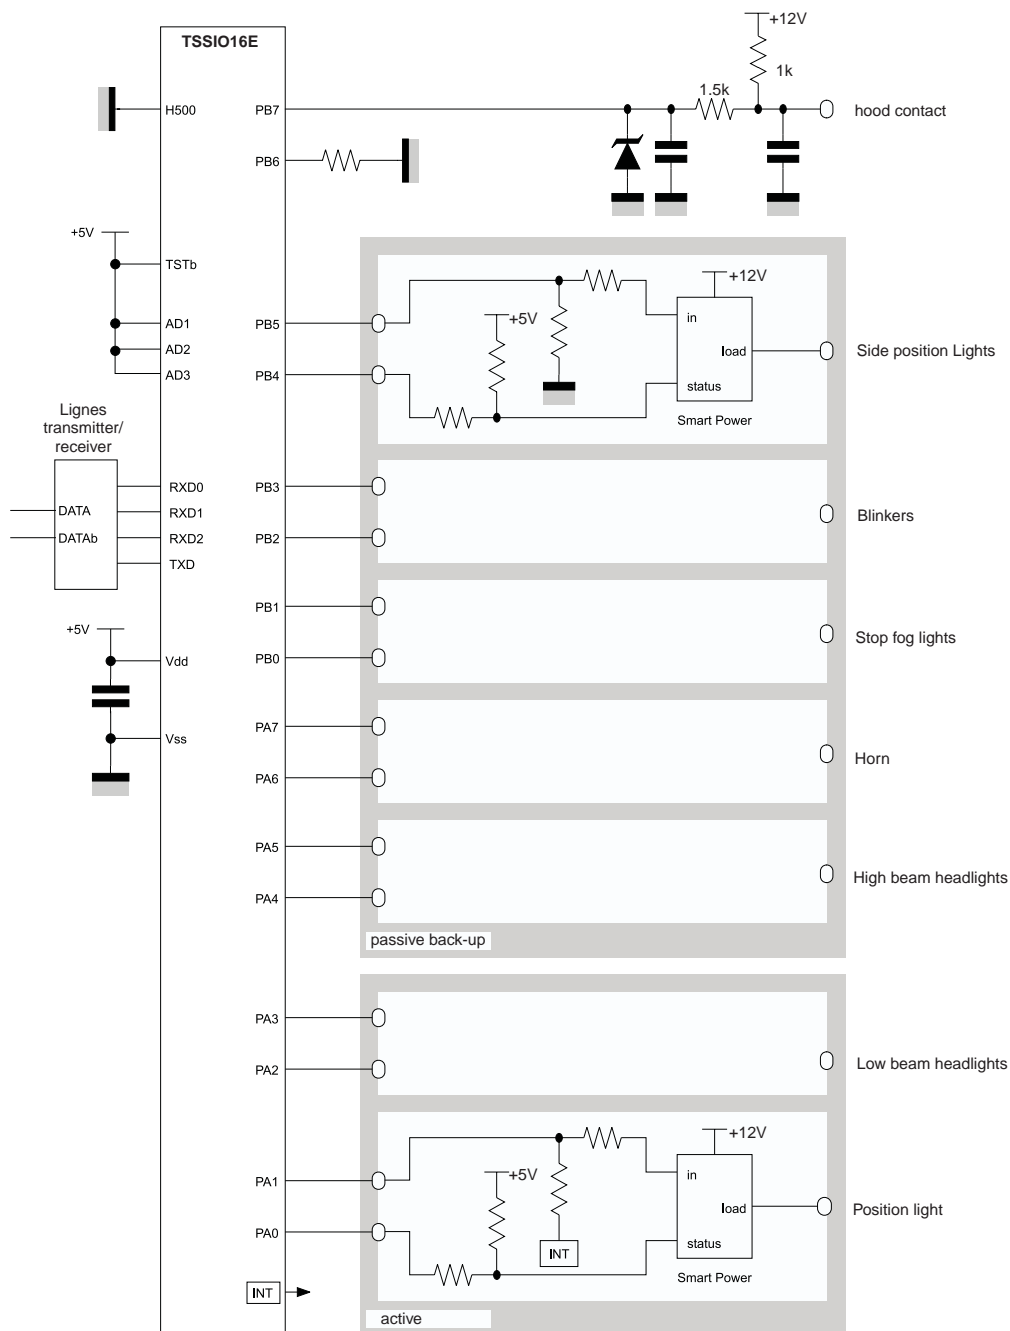 TSSIO16E
+12V
1k
1.5k
H500
PB7
hood contact
PB6
+5V
TSTb
+12V
AD1
PB5
+5V
in
AD2
load
Side position Lights
AD3
PB4
status
Smart Power
Lignes
transmitter/
receiver
RXD0
PB3
DATA
RXD1
Blinkers
DATAb
RXD2
PB2
TXD
PB1
+5V
Stop fog lights
Vdd
PB0
PA7
Vss
Horn
PA6
PA5
High beam headlights
PA4
passive back-up
PA3
Low beam headlights
PA2
+12V
PA1
+5V
in
load
Position light
PA0
status
INT
Smart Power
INT
active